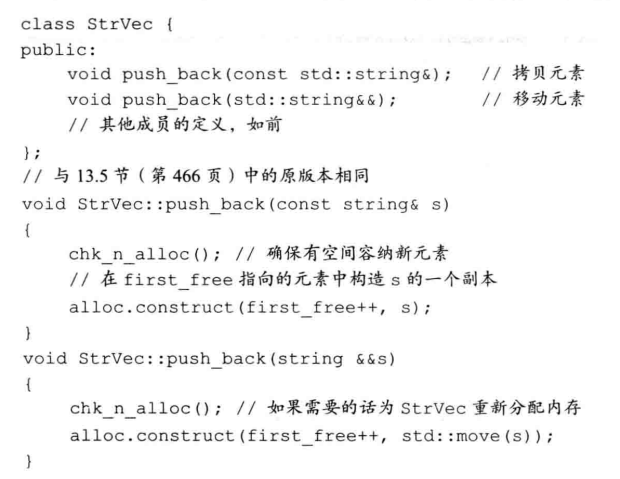 class StrVec {
public:
    void push_back(const std::string&);   // 拷贝元素
    void push_back(std::string&&);        // 移动元素
    // 其他成员的定义，如前
};
// 与 13.5 节（第 466 页）中的原版本相同
void StrVec::push_back(const string& s)
{
    chk_n_alloc(); // 确保有空间容纳新元素
    // 在 first_free 指向的元素中构造 s 的一个副本
    alloc.construct(first_free++, s);
}
void StrVec::push_back(string &&s)
{
    chk_n_alloc(); // 如果需要的话为 StrVec 重新分配内存
    alloc.construct(first_free++, std::move(s));
}